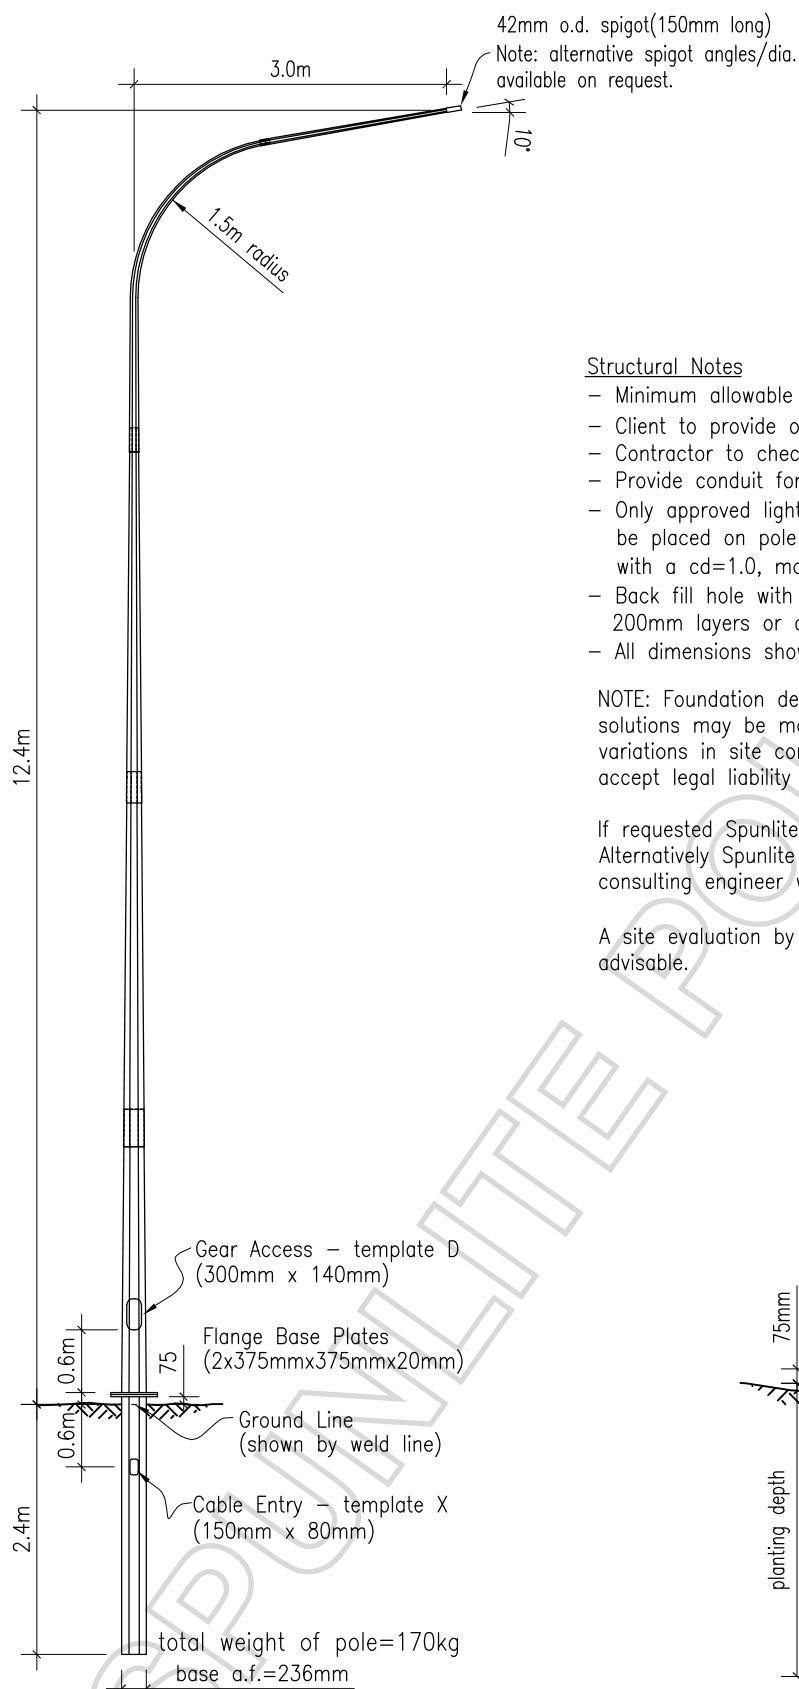 42mm o.d. spigot(150mm long)
Note: alternative spigot angles/dia.
available on request.
3.0m
10°
1.5m radius
Structural Notes
– Minimum allowable
– Client to provide o
– Contractor to chec
– Provide conduit for
– Only approved light
be placed on pole
with a cd=1.0, ma
– Back fill hole with
200mm layers or o
– All dimensions show
NOTE: Foundation de
solutions may be mo
variations in site cor
accept legal liability
If requested Spunlite
Alternatively Spunlite
consulting engineer w
A site evaluation by
advisable.
12.4m
Gear Access – template D
(300mm x 140mm)
Flange Base Plates
(2x375mmx375mmx20mm)
0.6m
75
75mm
Ground Line
(shown by weld line)
0.6m
Cable Entry – template X
(150mm x 80mm)
2.4m
planting depth
total weight of pole=170kg
base a.f.=236mm
SPUNLITE POL